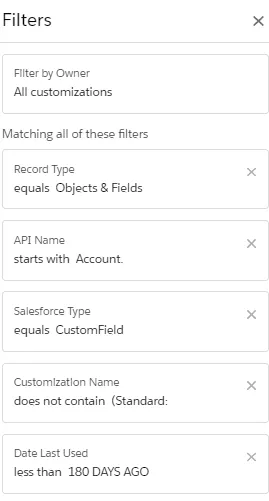 Filters
Filter by Owner
All customizations
Matching all of these filters
Record Type
equals Objects & Fields
API Name
starts with Account.
Salesforce Type
equals CustomField
Customization Name
does not contain (Standard:
Date Last Used
less than 180 DAYS AGO